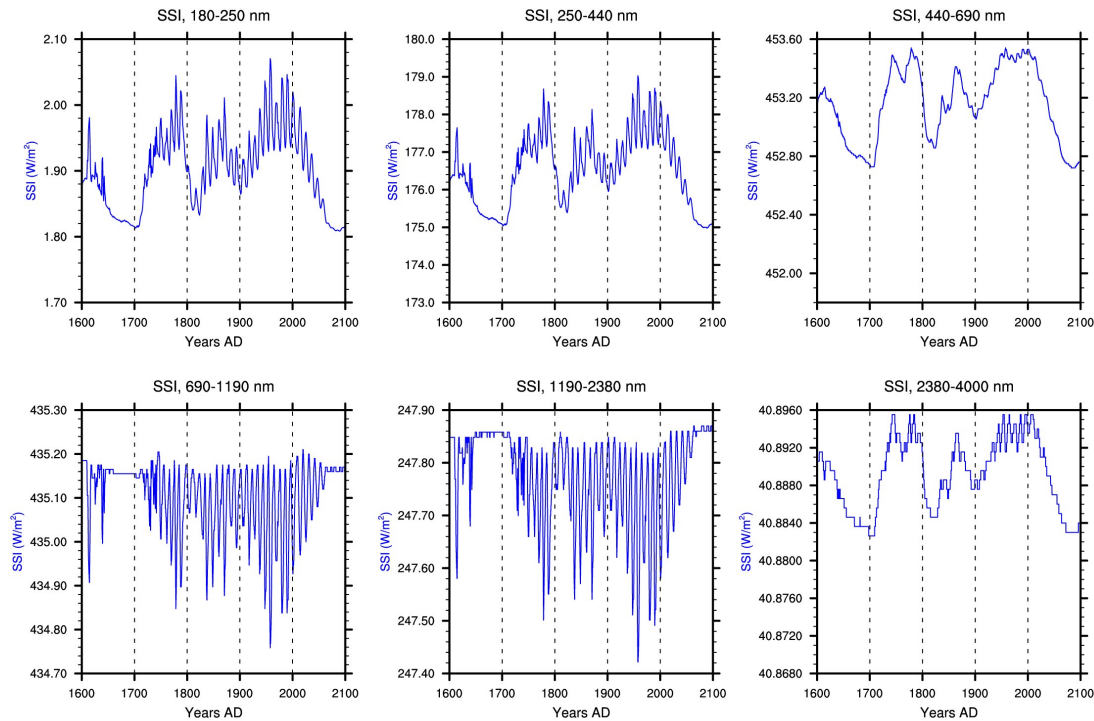 SSI, 180-250 nm
SSI, 250-440 nm
SSI, 440-690 nm
2.10
2.00
1.90
1.80
1.70
SSI (W/m²)
1600 1700 1800 1900 2000 2100
Years AD
180.0
179.0
178.0
177.0
176.0
175.0
174.0
173.0
SSI (W/m²)
1600 1700 1800 1900 2000 2100
Years AD
453.60
453.20
452.80
452.40
452.00
SSI (W/m²)
1600 1700 1800 1900 2000 2100
Years AD
SSI, 690-1190 nm
SSI, 1190-2380 nm
SSI, 2380-4000 nm
435.30
435.20
435.10
435.00
434.90
434.80
434.70
SSI (W/m²)
1600 1700 1800 1900 2000 2100
Years AD
247.90
247.80
247.70
247.60
247.50
247.40
SSI (W/m²)
1600 1700 1800 1900 2000 2100
Years AD
40.8960
40.8920
40.8880
40.8840
40.8800
40.8760
40.8720
40.8680
SSI (W/m²)
1600 1700 1800 1900 2000 2100
Years AD